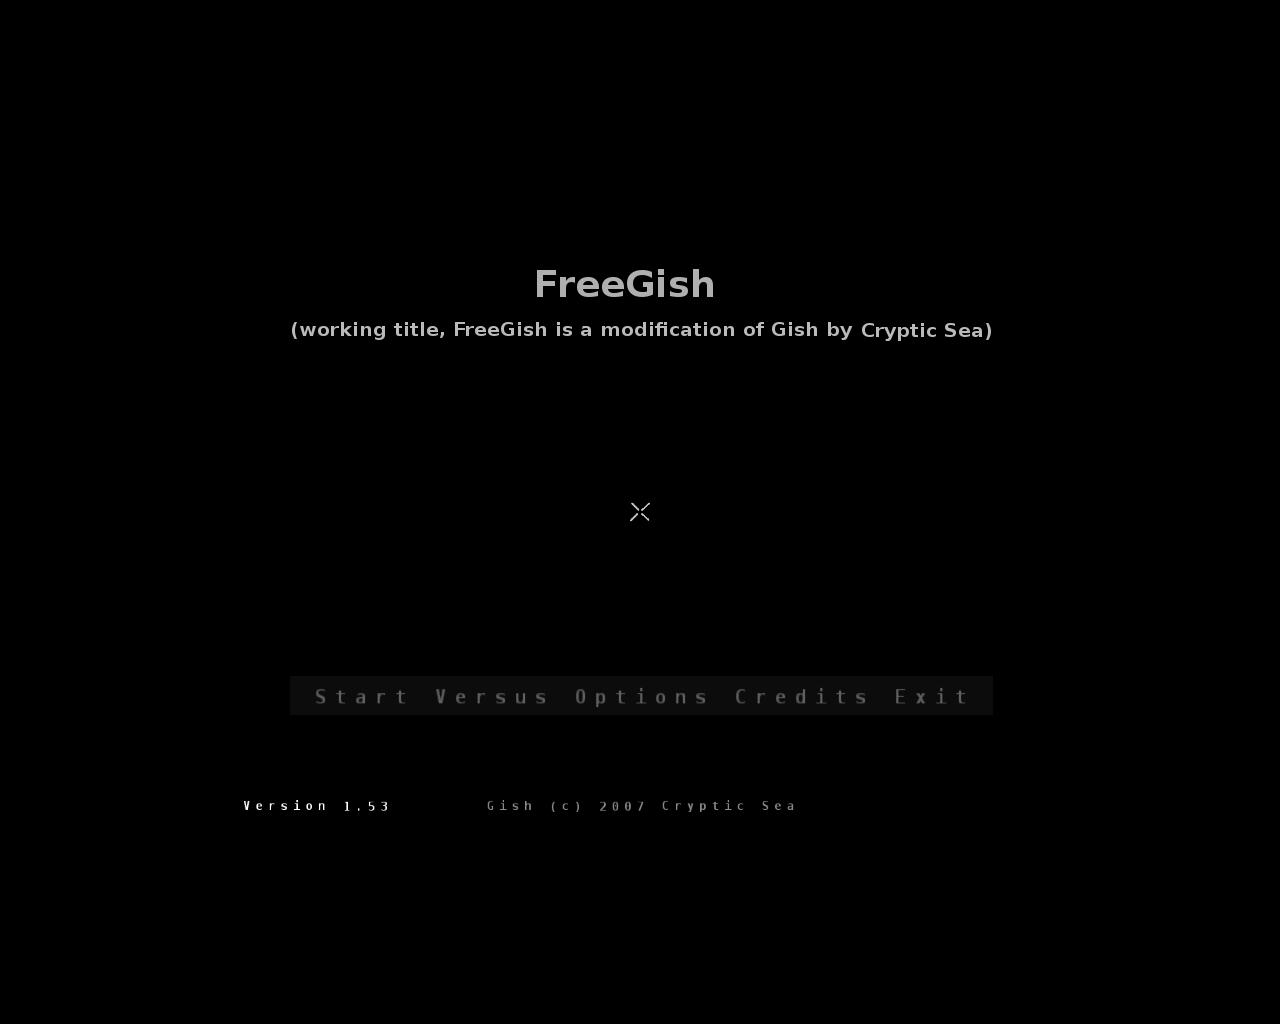 FreeGish
(working title, FreeGish is a modification of Gish by Cryptic Sea)
Start Versus Options Credits Exit
Version 1.53 Gish (c) 2007 Cryptic Sea